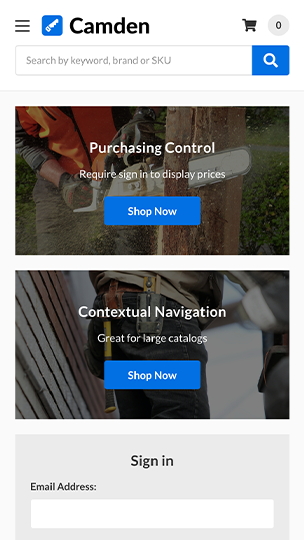 Camden
0
Search by keyword, brand or SKU
Purchasing Control
Require sign in to display prices
Shop Now
Contextual Navigation
Great for large catalogs
Shop Now
Sign in
Email Address: